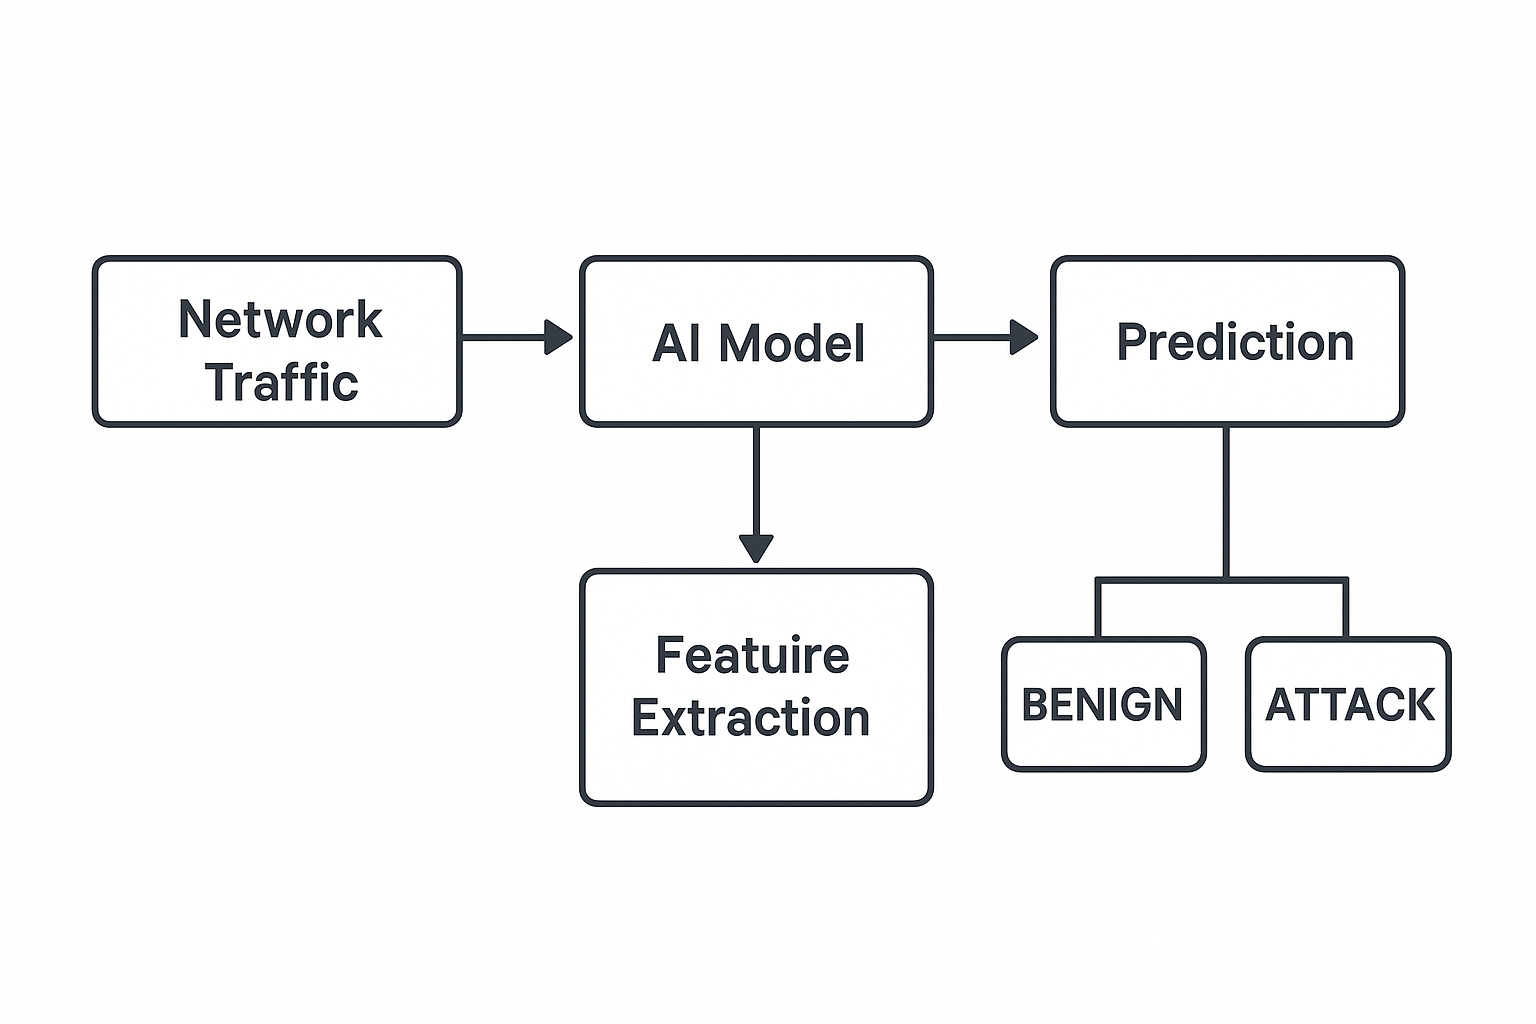 Network
Traffic
AI Model
Prediction
Featuire
Extraction
BENIGN
ATTACK